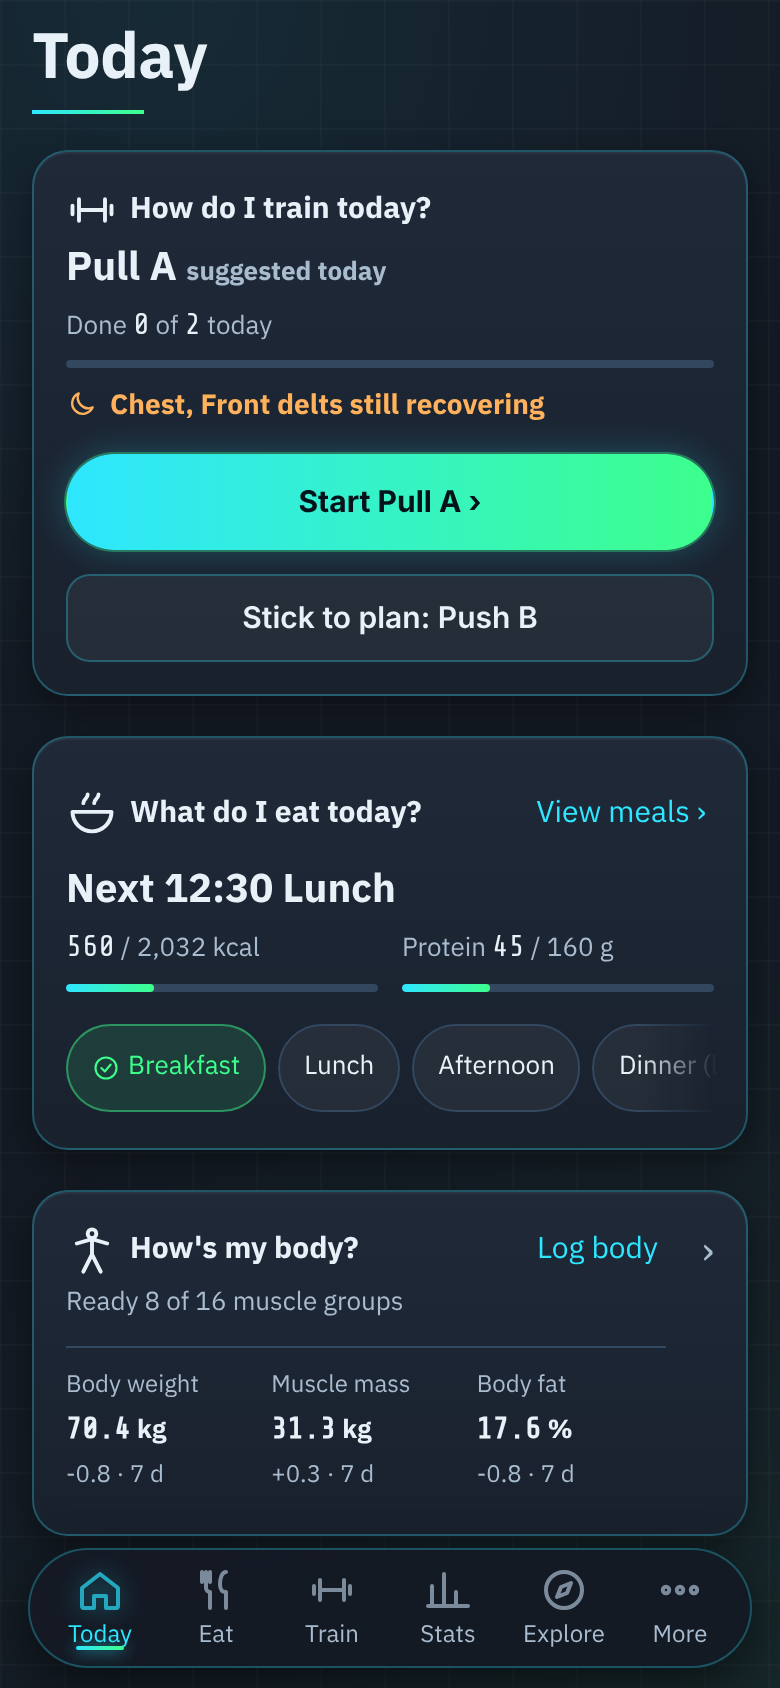 Today
How do I train today?
Pull A suggested today
Done 0 of 2 today
Chest, Front delts still recovering
Start Pull A ›
Stick to plan: Push B
What do I eat today?
View meals ›
Next 12:30 Lunch
560 / 2,032 kcal
Protein 45 / 160 g
Breakfast
Lunch
Afternoon
Dinner
How's my body?
Log body ›
Ready 8 of 16 muscle groups
Body weight
Muscle mass
Body fat
70.4 kg
31.3 kg
17.6 %
-0.8 · 7 d
+0.3 · 7 d
-0.8 · 7 d
Today
Eat
Train
Stats
Explore
More